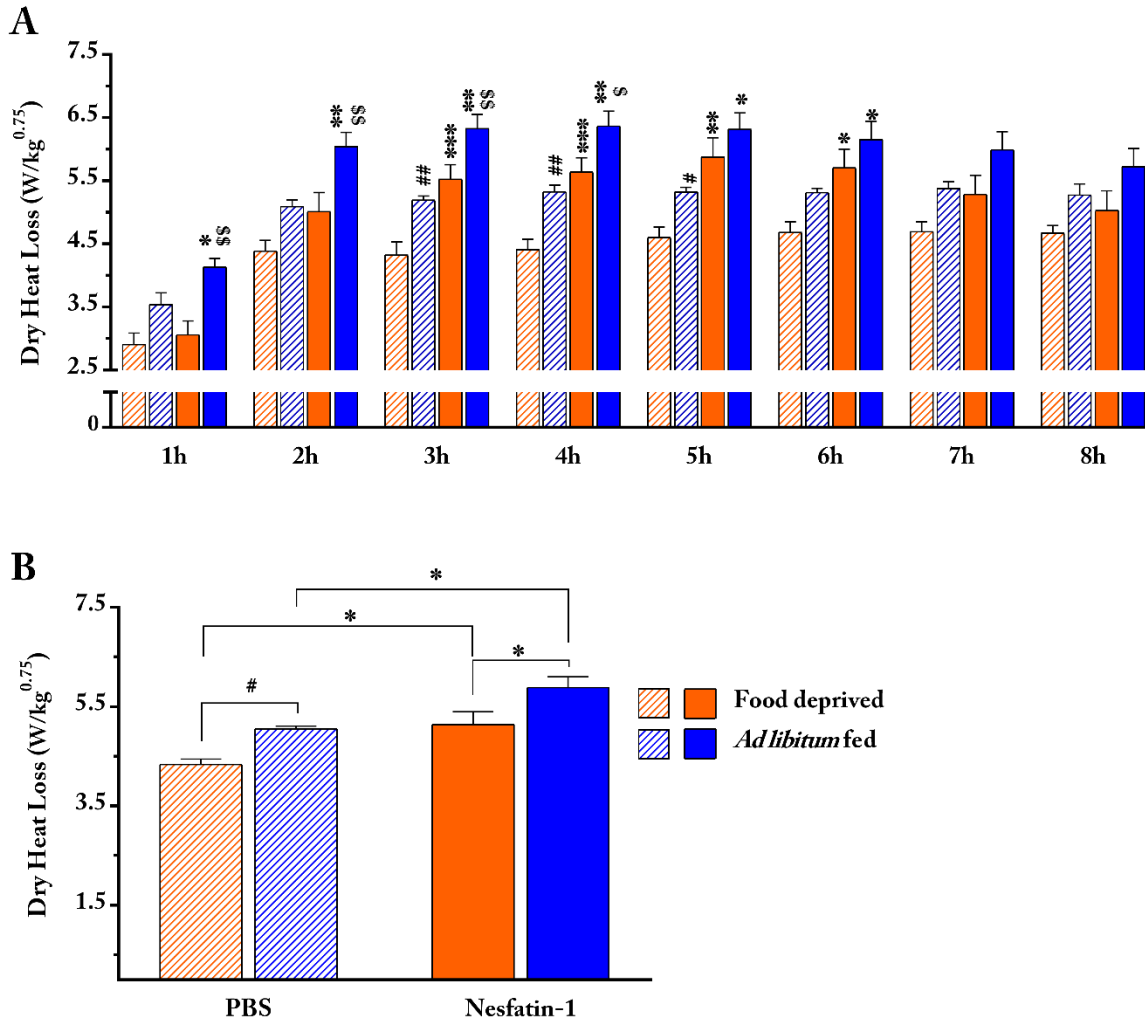 A
Dry Heat Loss (W/kg0.75)
7.5
6.5
5.5
4.5
3.5
2.5
0
* $$
** $$
## *** ** $$
## *** ** $
# ** *
* *
1h 2h 3h 4h 5h 6h 7h 8h
B
Dry Heat Loss (W/kg0.75)
7.5
5.5
3.5
1.5
*
*
*
#
Food deprived
Ad libitum fed
PBS Nesfatin-1